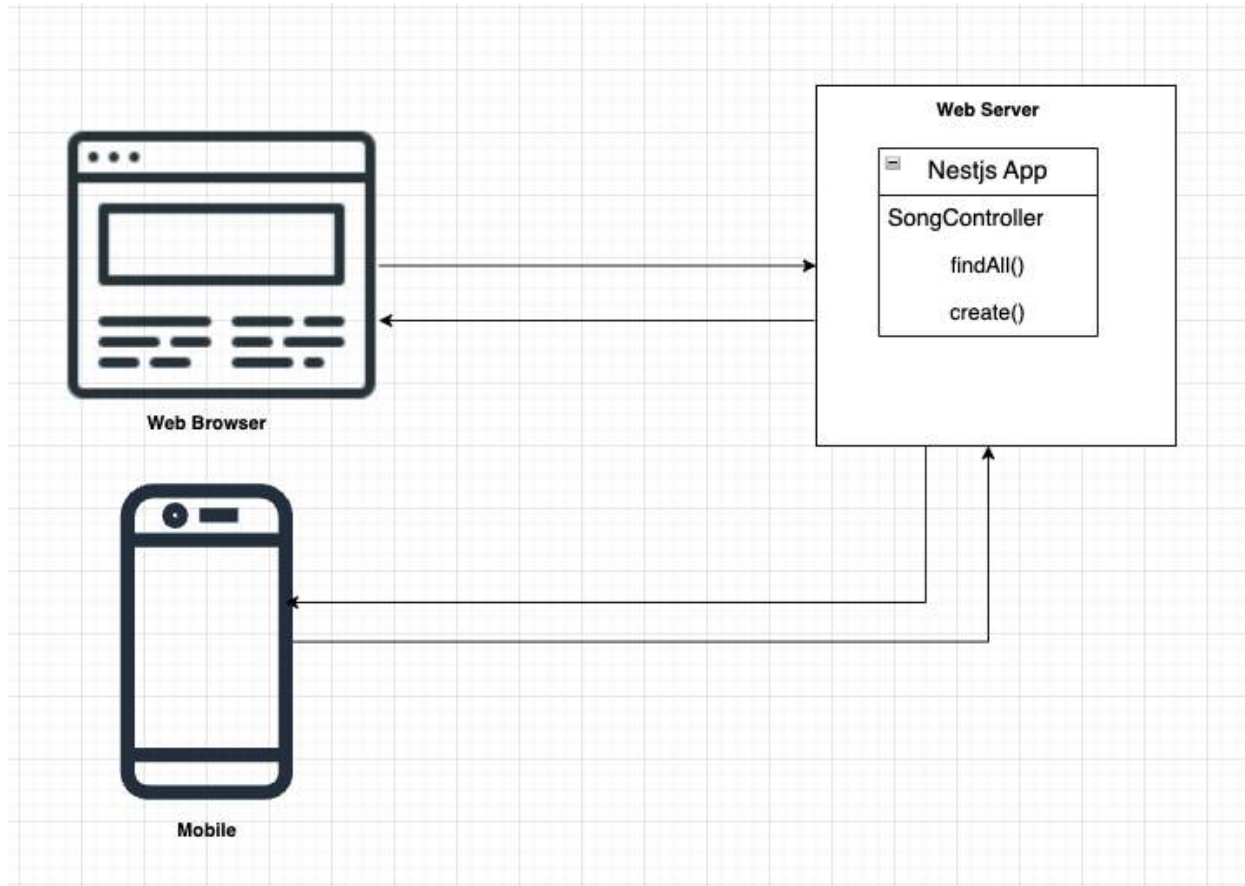 Web Server
Nestjs App
SongController
findAll()
create()
Web Browser
Mobile